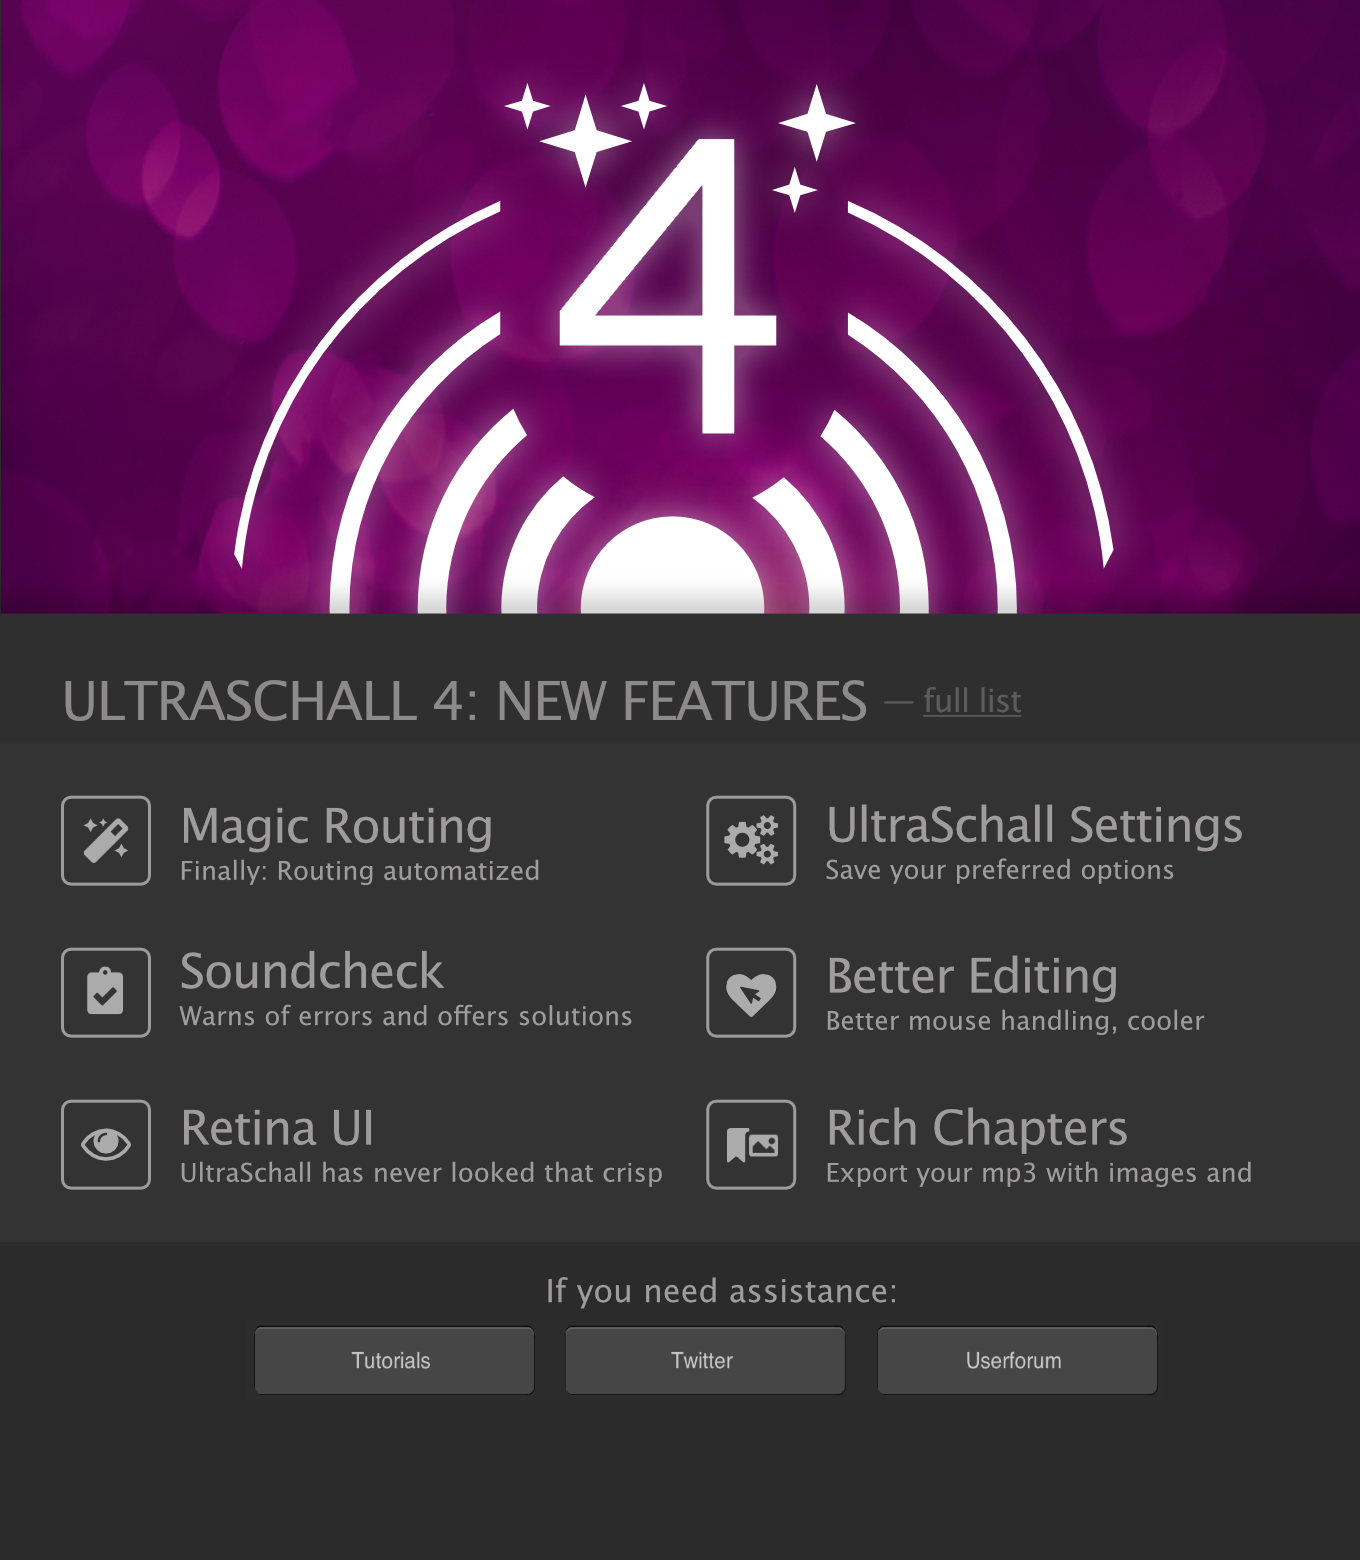 4
ULTRASCHALL 4: NEW FEATURES — full list
Magic Routing
Finally: Routing automatized
UltraSchall Settings
Save your preferred options
Soundcheck
Warns of errors and offers solutions
Better Editing
Better mouse handling, cooler
Retina UI
UltraSchall has never looked that crisp
Rich Chapters
Export your mp3 with images and
If you need assistance:
Tutorials
Twitter
Userforum